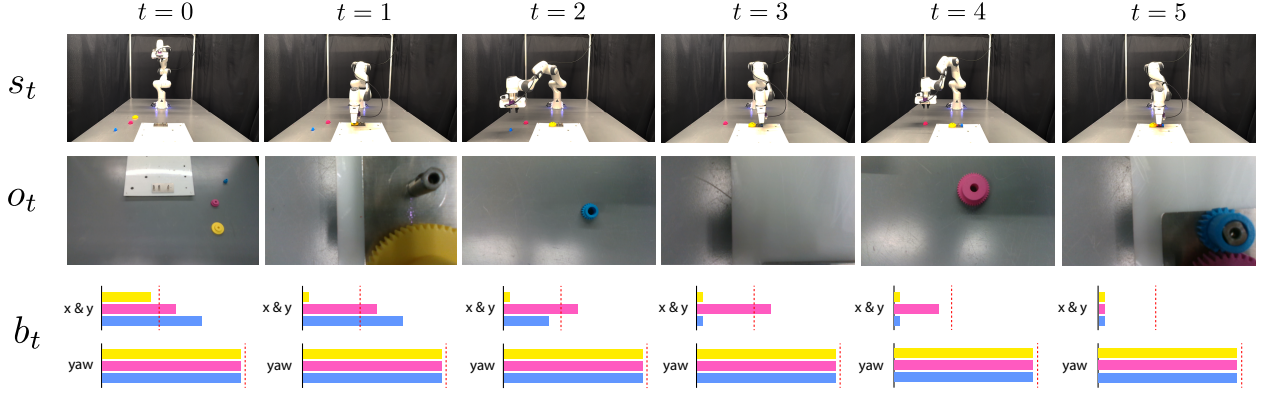 t = 0 t = 1 t = 2 t = 3 t = 4 t = 5
s_t
o_t
b_t
x & y x & y x & y x & y x & y x & y
yaw yaw yaw yaw yaw yaw